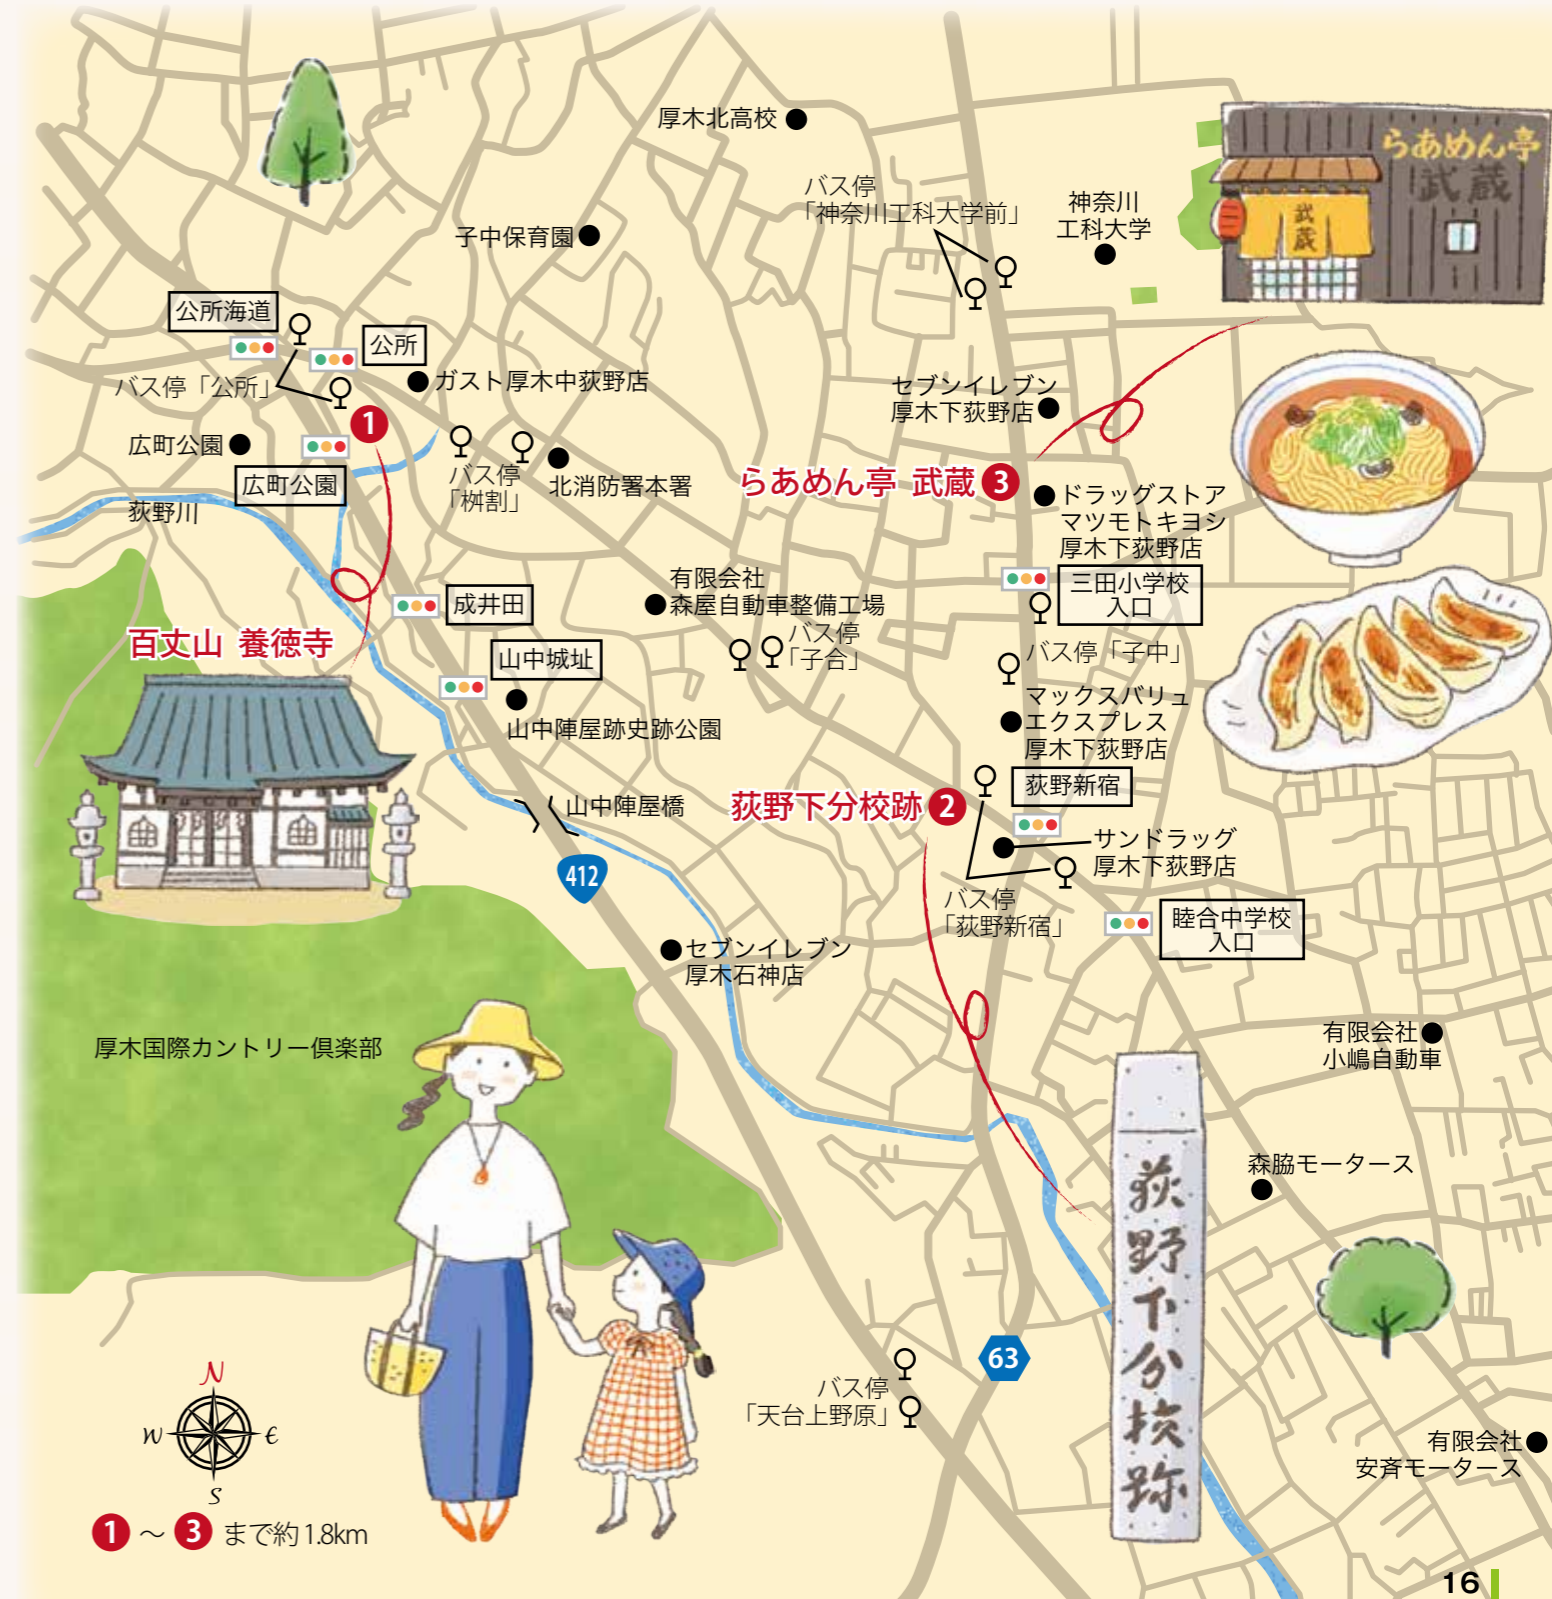 厚木北高校
らあめん亭
武蔵
武蔵
バス停
「神奈川工科大学前」
神奈川
工科大学
子中保育園
公所海道
公所
バス停「公所」
ガスト厚木中荻野店
セブンイレブン
厚木下荻野店
1
広町公園
広町公園
バス停
「桝割」
北消防署本署
らあめん亭 武蔵 3
ドラッグストア
マツモトキヨシ
厚木下荻野店
荻野川
三田小学校
入口
有限会社
森屋自動車整備工場
成井田
バス停
「子合」
百丈山 養徳寺
山中城址
バス停「子中」
山中陣屋跡史跡公園
マックスバリュ
エクスプレス
厚木下荻野店
荻野新宿
荻野下分校跡 2
山中陣屋橋
サンドラッグ
厚木下荻野店
412
バス停
「荻野新宿」
睦合中学校
入口
セブンイレブン
厚木石神店
厚木国際カントリー倶楽部
有限会社
小嶋自動車
森脇モータース
荻野下分校跡
63
バス停
「天台上野原」
有限会社
安斉モータース
N
W
E
S
1 ～ 3 まで約1.8km
16